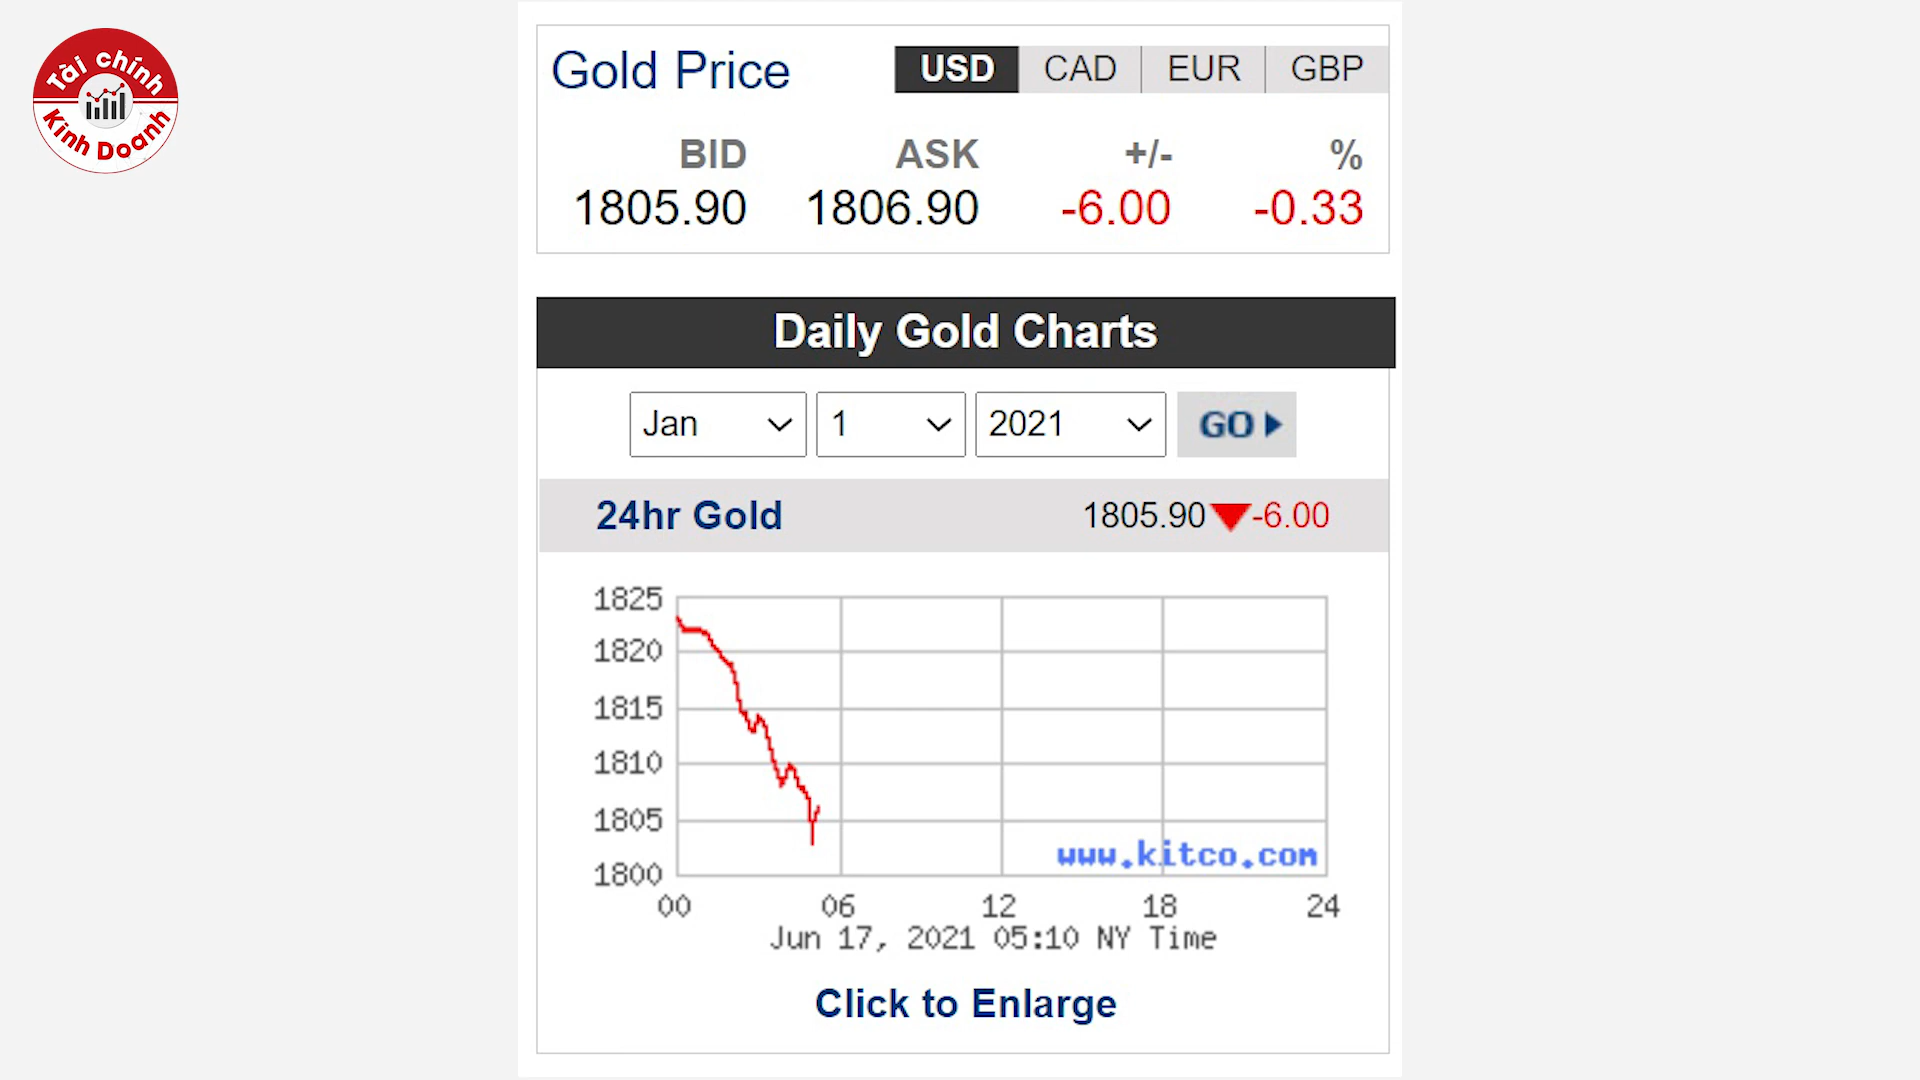 Tài chính
Kinh Doanh
Gold Price
USD CAD EUR GBP
BID ASK +/- %
1805.90 1806.90 -6.00 -0.33
Daily Gold Charts
Jan 1 2021 GO
24hr Gold 1805.90 -6.00
1825
1820
1815
1810
1805
www.kitco.com
1800
00 06 12 18 24
Jun 17, 2021 05:10 NY Time
Click to Enlarge